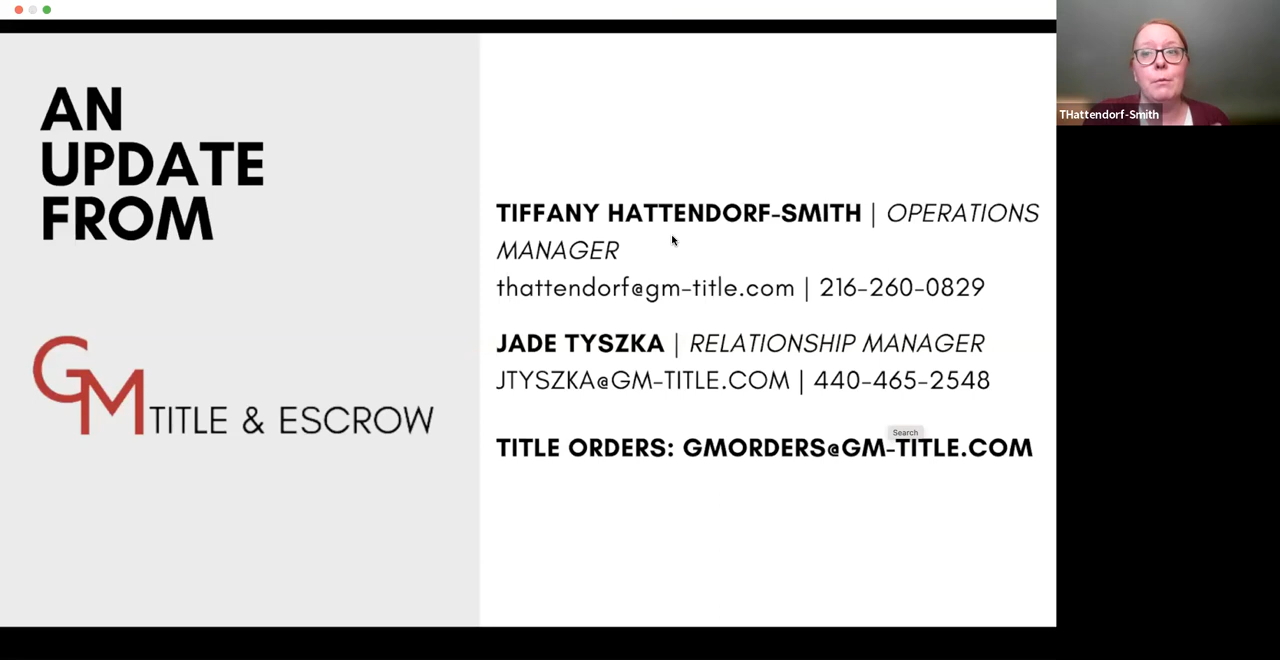 AN
UPDATE
FROM
GM TITLE & ESCROW
TIFFANY HATTENDORF-SMITH | OPERATIONS
MANAGER
thattendorf@gm-title.com | 216-260-0829
JADE TYSZKA | RELATIONSHIP MANAGER
JTYSZKA@GM-TITLE.COM | 440-465-2548
Search
TITLE ORDERS: GMORDERS@GM-TITLE.COM
THattendorf-Smith